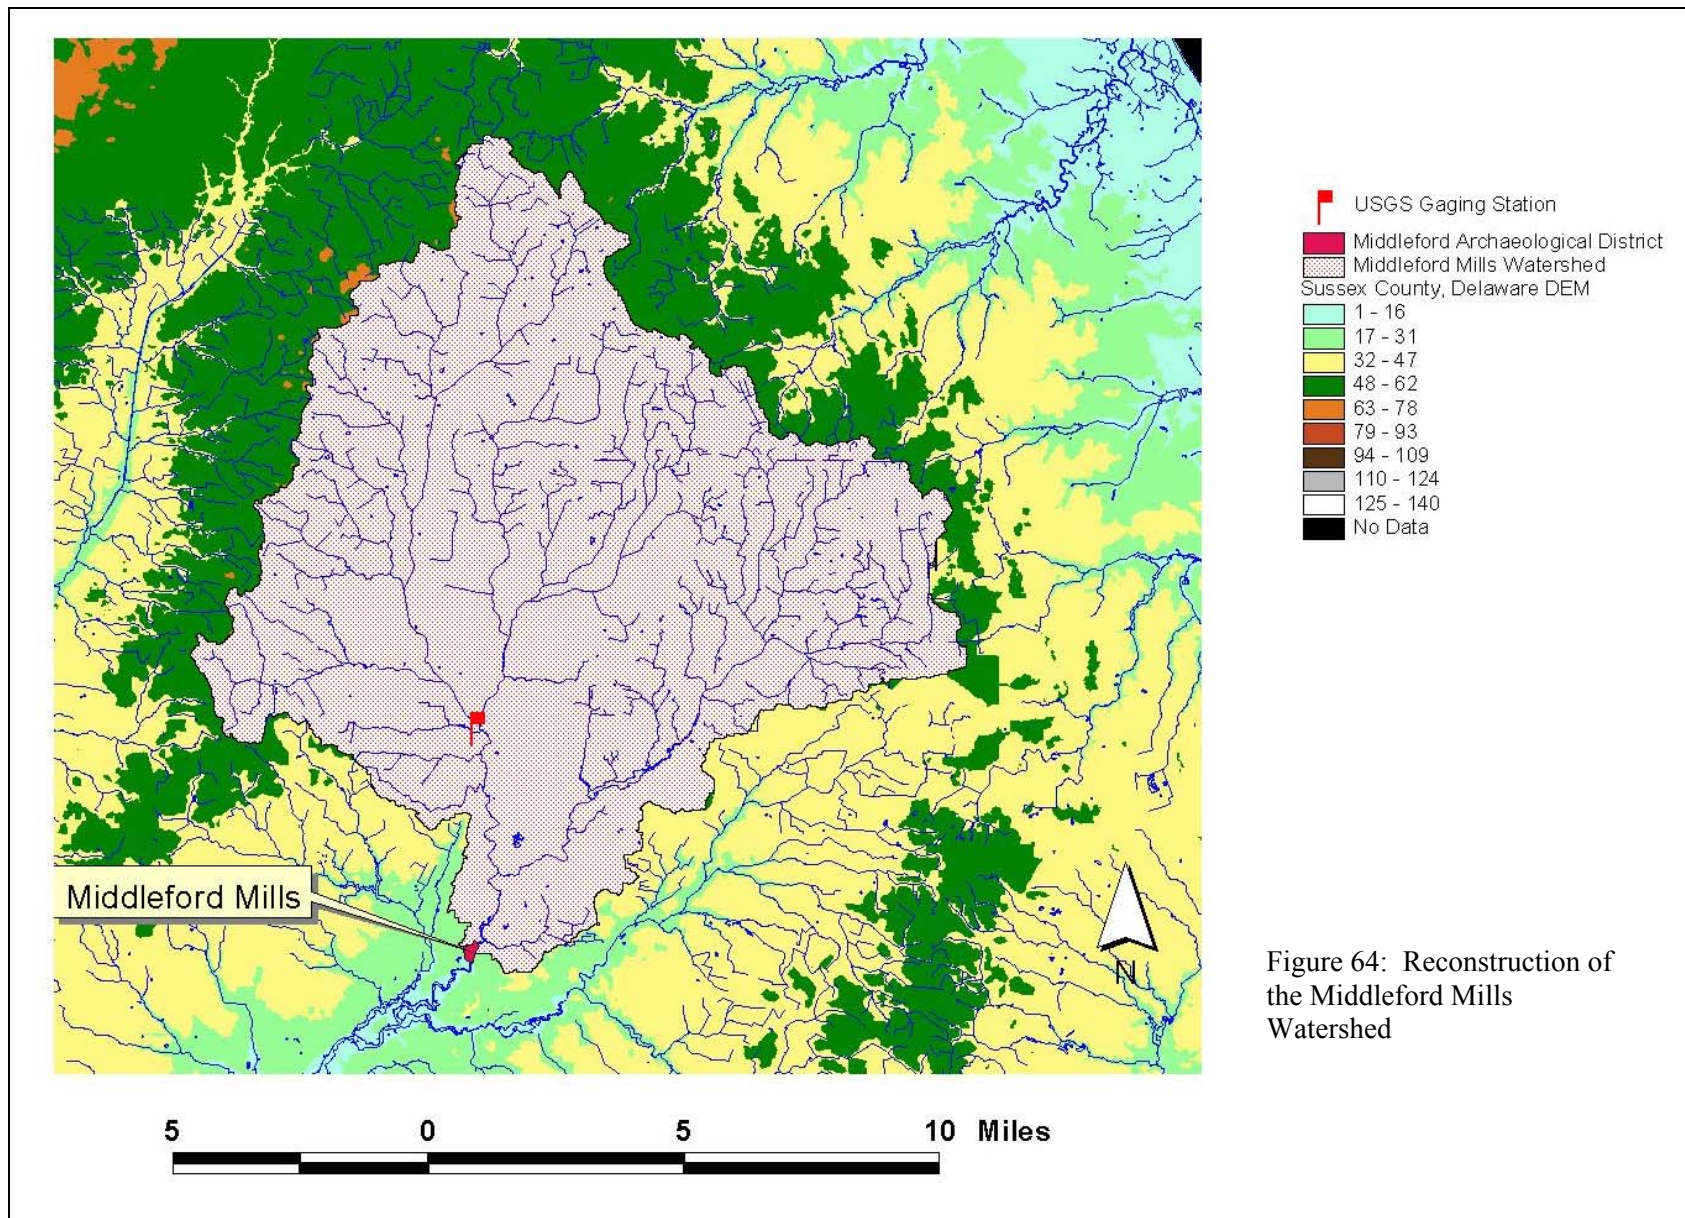 USGS Gaging Station
Middleford Archaeological District
Middleford Mills Watershed
Sussex County, Delaware DEM
1 - 16
17 - 31
32 - 47
48 - 62
63 - 78
79 - 93
94 - 109
110 - 124
125 - 140
No Data
Middleford Mills
N
Figure 64: Reconstruction of
the Middleford Mills
Watershed
5 0 5 10 Miles